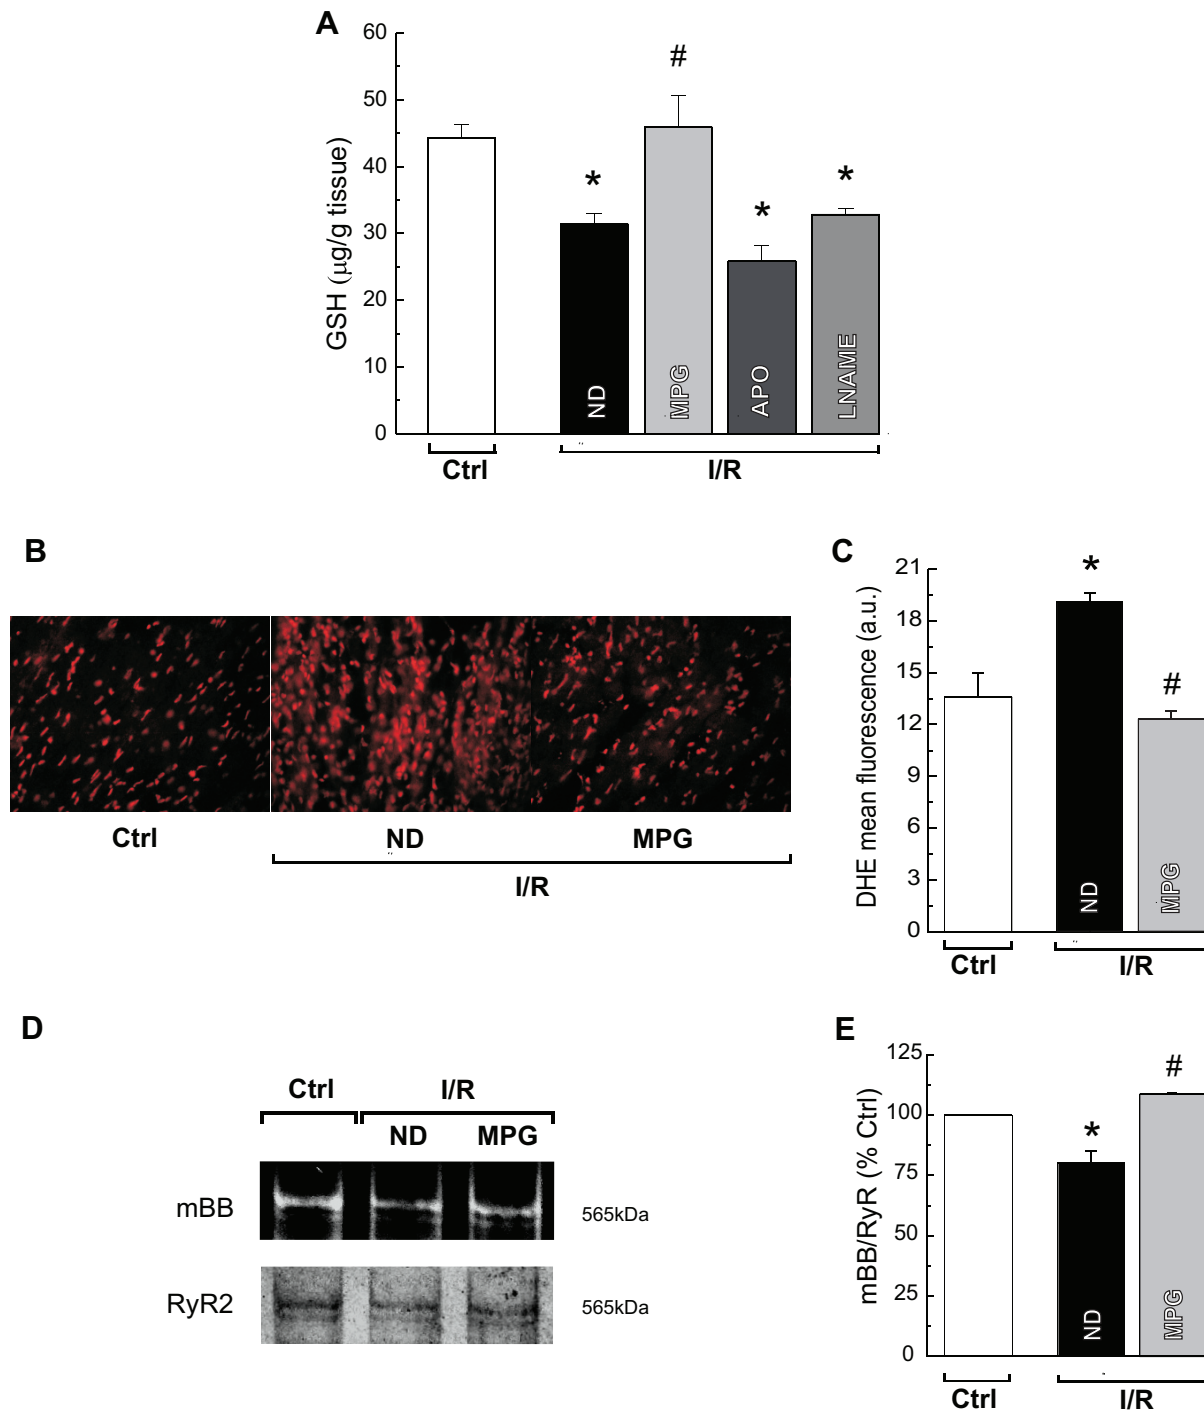 A
60
50
40
30
20
10
0
GSH (µg/g tissue)
*
#
*
*
ND
MPG
APO
LNAME
Ctrl
I/R
B
Ctrl
ND
MPG
I/R
C
21
18
15
12
9
6
3
0
DHE mean fluorescence (a.u.)
*
#
ND
MPG
Ctrl
I/R
D
Ctrl
I/R
ND
MPG
mBB
565kDa
RyR2
565kDa
E
125
100
75
50
25
0
mBB/RyR (% Ctrl)
*
#
ND
MPG
Ctrl
I/R